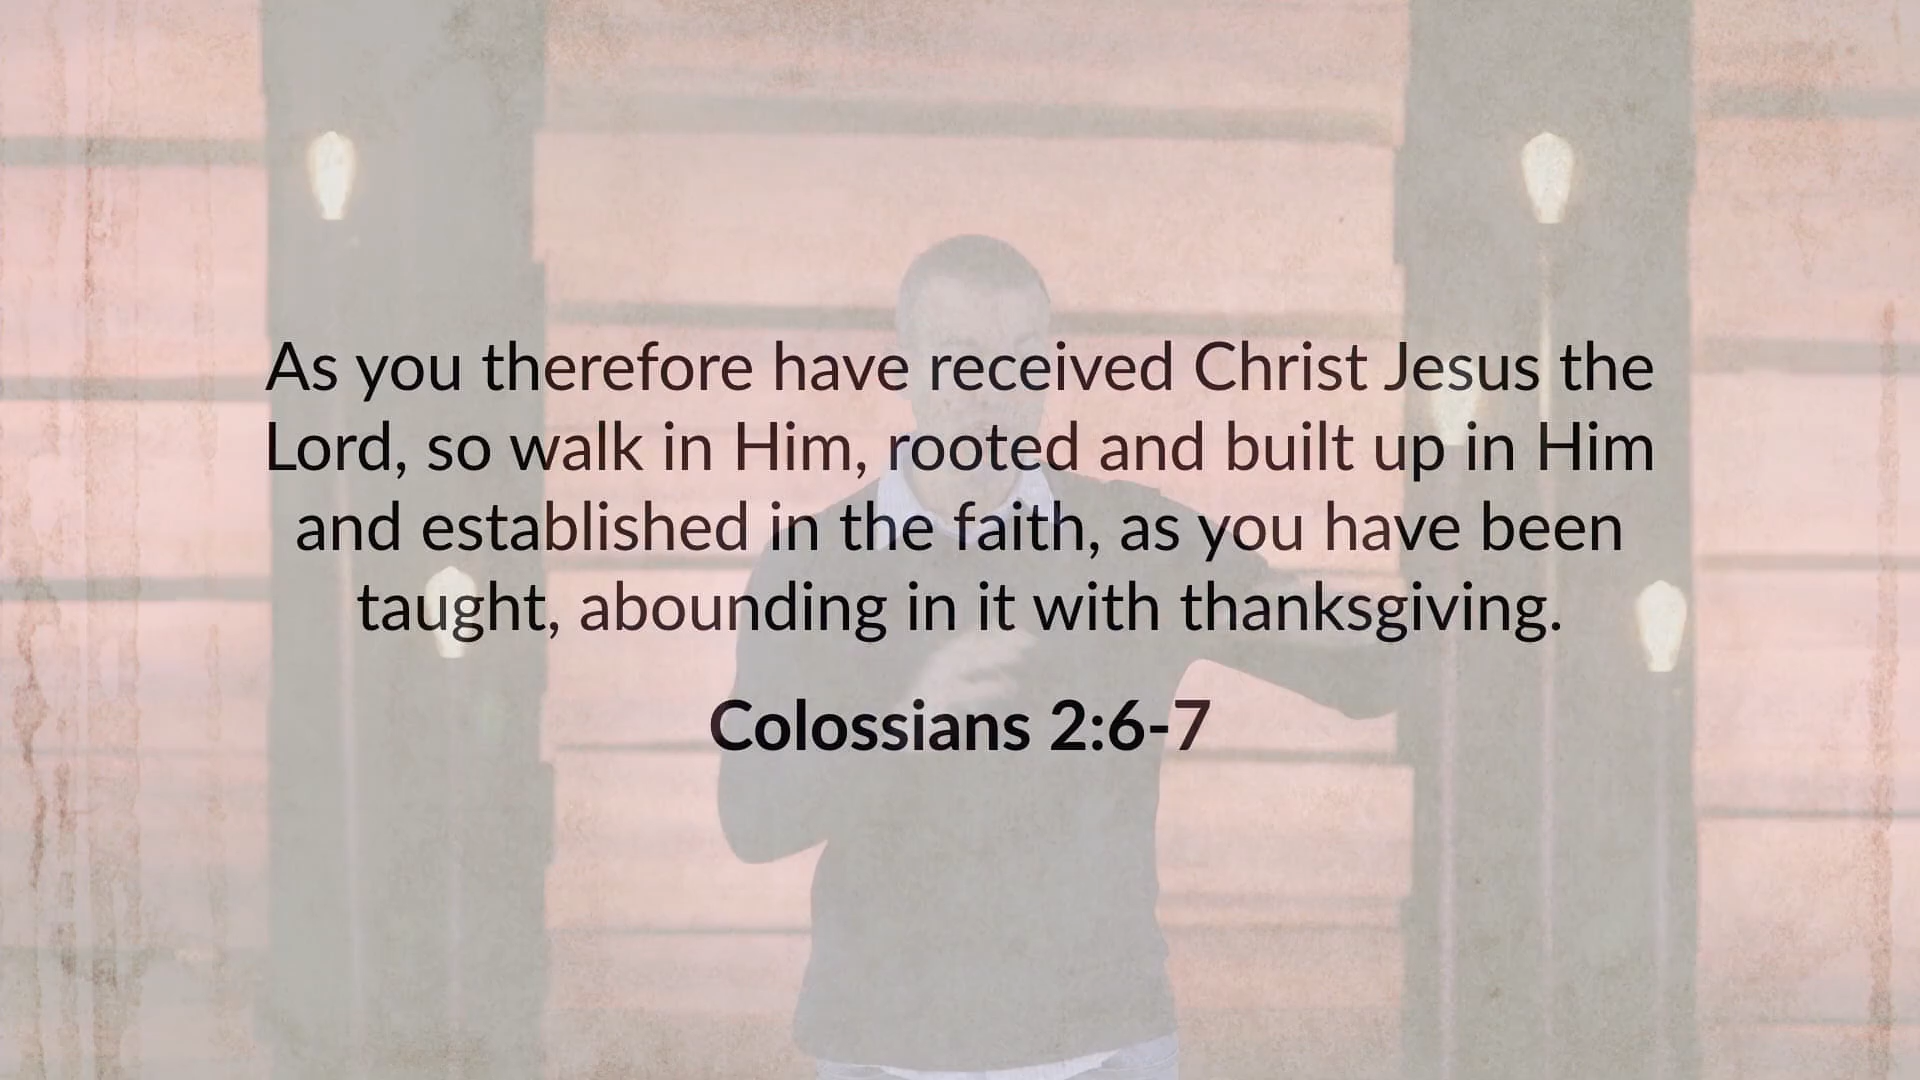 As you therefore have received Christ Jesus the
Lord, so walk in Him, rooted and built up in Him
and established in the faith, as you have been
taught, abounding in it with thanksgiving.
Colossians 2:6-7